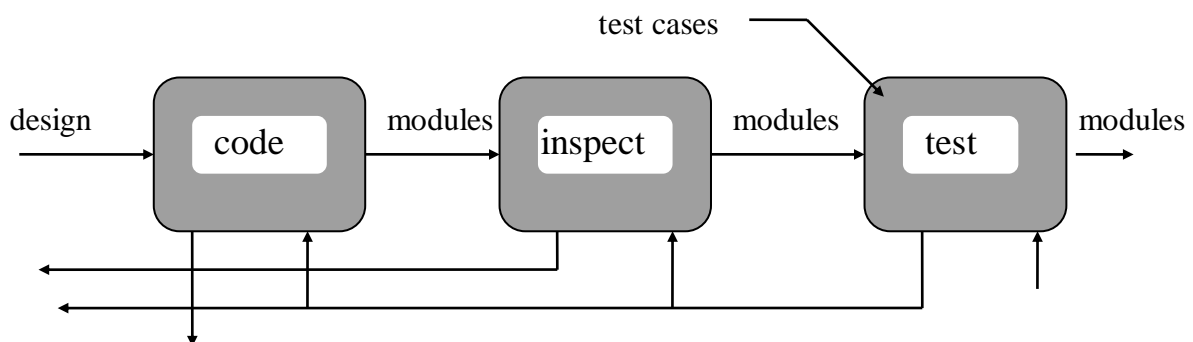 test cases
design
modules
modules
modules
code
inspect
test